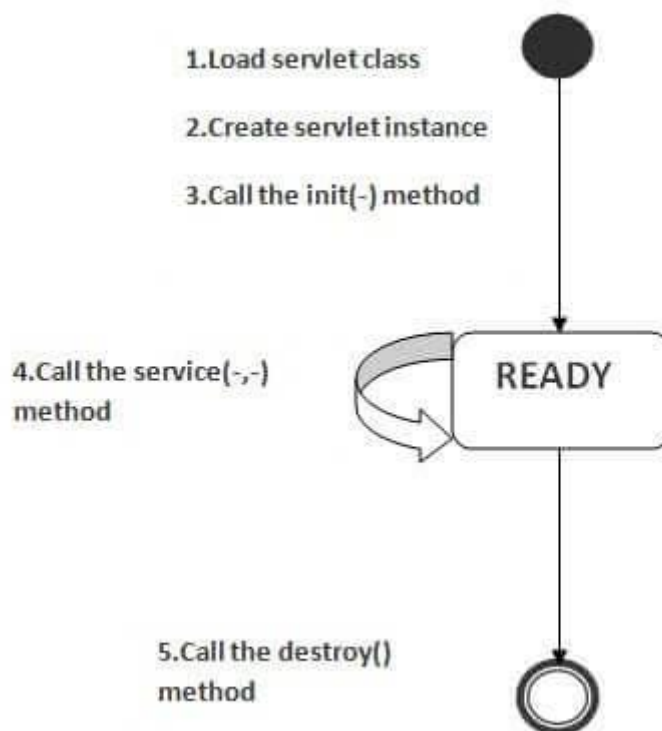 1.Load servlet class
2.Create servlet instance
3.Call the init(-) method
READY
4.Call the service(-,-)
method
5.Call the destroy()
method